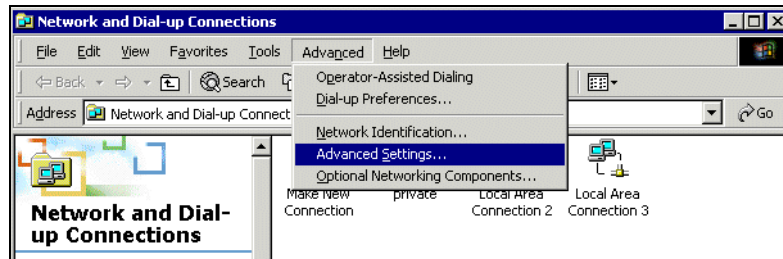 Network and Dial-up Connections
File Edit View Favorites Tools Advanced Help
Back Search
Operator-Assisted Dialing
Dial-up Preferences...
Network Identification...
Advanced Settings...
Optional Networking Components...
Address Network and Dial-up Connect Go
Make New Connection
private
Local Area Connection 2
Local Area Connection 3
Network and Dial-
up Connections